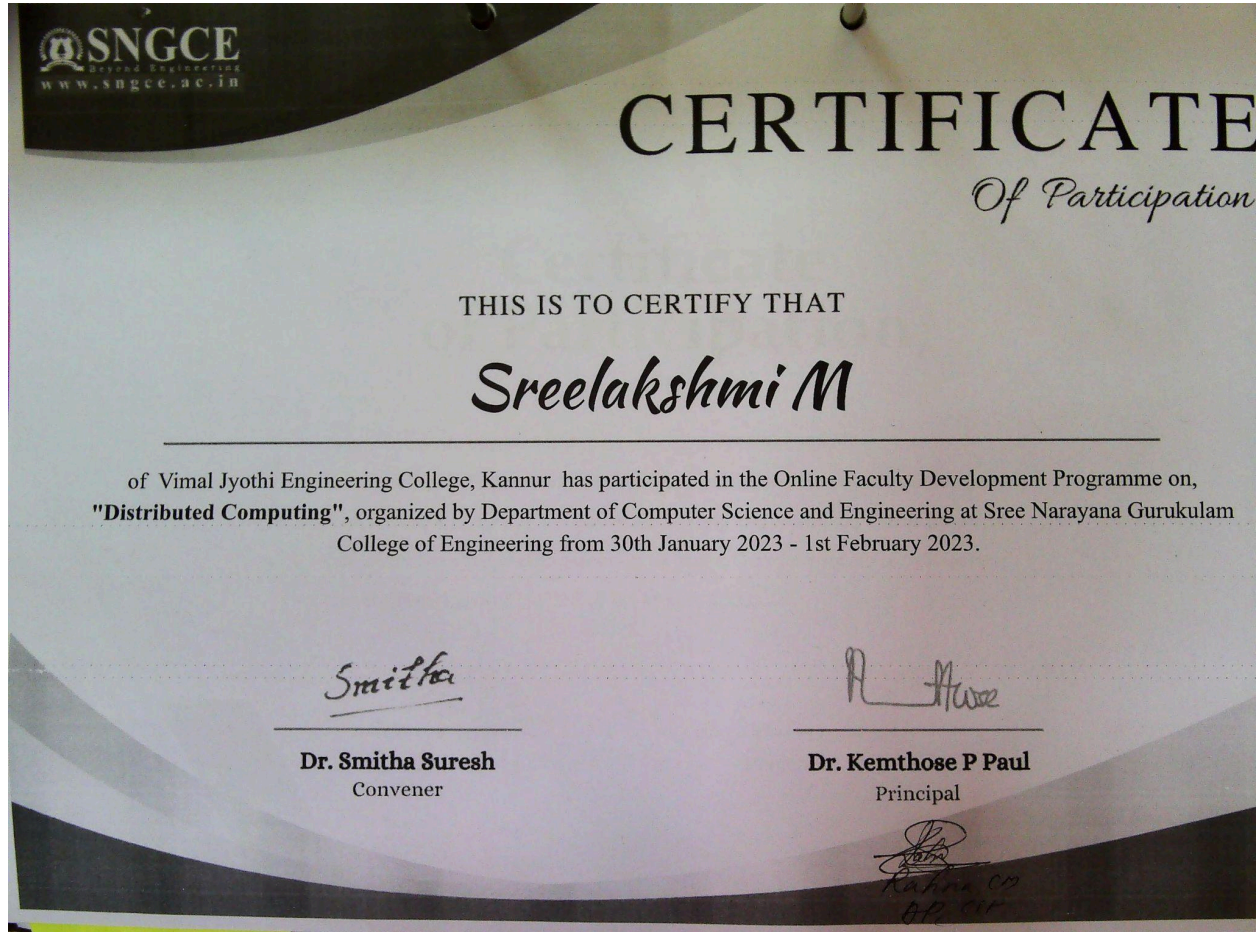 SNGCE
Beyond Engineering
www.sngce.ac.in
CERTIFICATE
Of Participation
THIS IS TO CERTIFY THAT
Sreelakshmi M
of Vimal Jyothi Engineering College, Kannur has participated in the Online Faculty Development Programme on,
"Distributed Computing", organized by Department of Computer Science and Engineering at Sree Narayana Gurukulam
College of Engineering from 30th January 2023 - 1st February 2023.
Smitha
Dr. Smitha Suresh
Convener
Dr. Kemthose P Paul
Principal